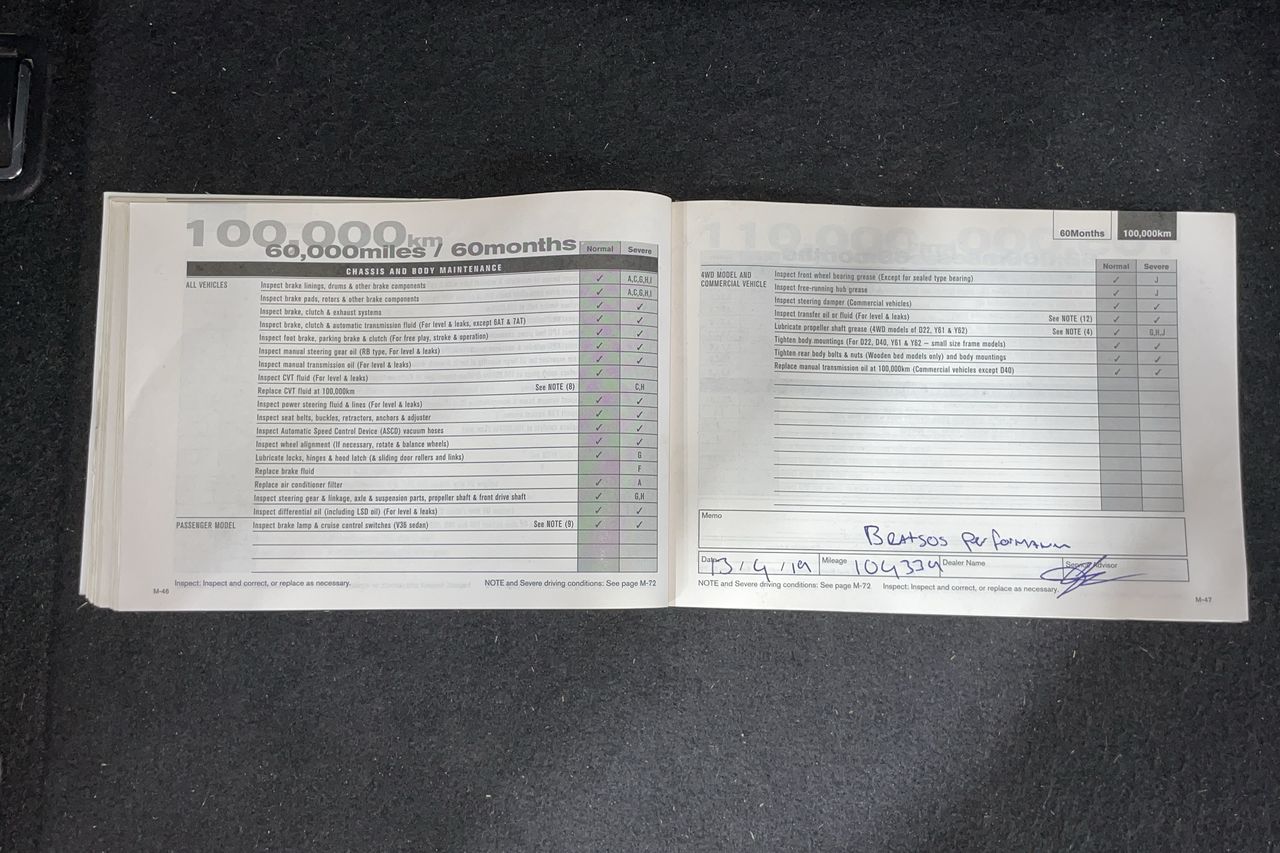 100,000km
60,000miles / 60months
Normal Severe
CHASSIS AND BODY MAINTENANCE
ALL VEHICLES Inspect brake linings, drums & other brake components ✓ A,C,G,H,I
Inspect brake pads, rotors & other brake components ✓ A,C,G,H,I
Inspect brake, clutch & exhaust systems ✓ ✓
Inspect brake, clutch & automatic transmission fluid (For level & leaks, except 6AT & 7AT) ✓ ✓
Inspect foot brake, parking brake & clutch (For free play, stroke & operation) ✓ ✓
Inspect manual steering gear oil (RB type, For level & leaks) ✓ ✓
Inspect manual transmission oil (For level & leaks) ✓ ✓
Inspect CVT fluid (For level & leaks) ✓
Replace CVT fluid at 100,000km See NOTE (8) C,H
Inspect power steering fluid & lines (For level & leaks) ✓ ✓
Inspect seat belts, buckles, retractors, anchors & adjuster ✓ ✓
Inspect Automatic Speed Control Device (ASCD) vacuum hoses ✓ ✓
Inspect wheel alignment (If necessary, rotate & balance wheels) ✓ ✓
Lubricate locks, hinges & hood latch (& sliding door rollers and links) ✓ G
Replace brake fluid F
Replace air conditioner filter ✓ A
Inspect steering gear & linkage, axle & suspension parts, propeller shaft & front drive shaft ✓ G,H
Inspect differential oil (including LSD oil) (For level & leaks) ✓ ✓
PASSENGER MODEL Inspect brake lamp & cruise control switches (V36 sedan) See NOTE (9) ✓ ✓
Inspect: Inspect and correct, or replace as necessary. NOTE and Severe driving conditions: See page M-72
M-46
60Months 100,000km
Normal Severe
4WD MODEL AND COMMERCIAL VEHICLE Inspect front wheel bearing grease (Except for sealed type bearing) ✓ J
Inspect free-running hub grease ✓ J
Inspect steering damper (Commercial vehicles) ✓ ✓
Inspect transfer oil or fluid (For level & leaks) See NOTE (12) ✓ ✓
Lubricate propeller shaft grease (4WD models of D22, Y61 & Y62) See NOTE (4) ✓ G,H,J
Tighten body mountings (For D22, D40, Y61 & Y62 – small size frame models) ✓ ✓
Tighten rear body bolts & nuts (Wooden bed models only) and body mountings ✓ ✓
Replace manual transmission oil at 100,000km (Commercial vehicles except D40) ✓ ✓
Memo
Beatsos Performann
Date 13/4/19 Mileage 104334 Dealer Name Service Advisor
NOTE and Severe driving conditions: See page M-72 Inspect: Inspect and correct, or replace as necessary.
M-47